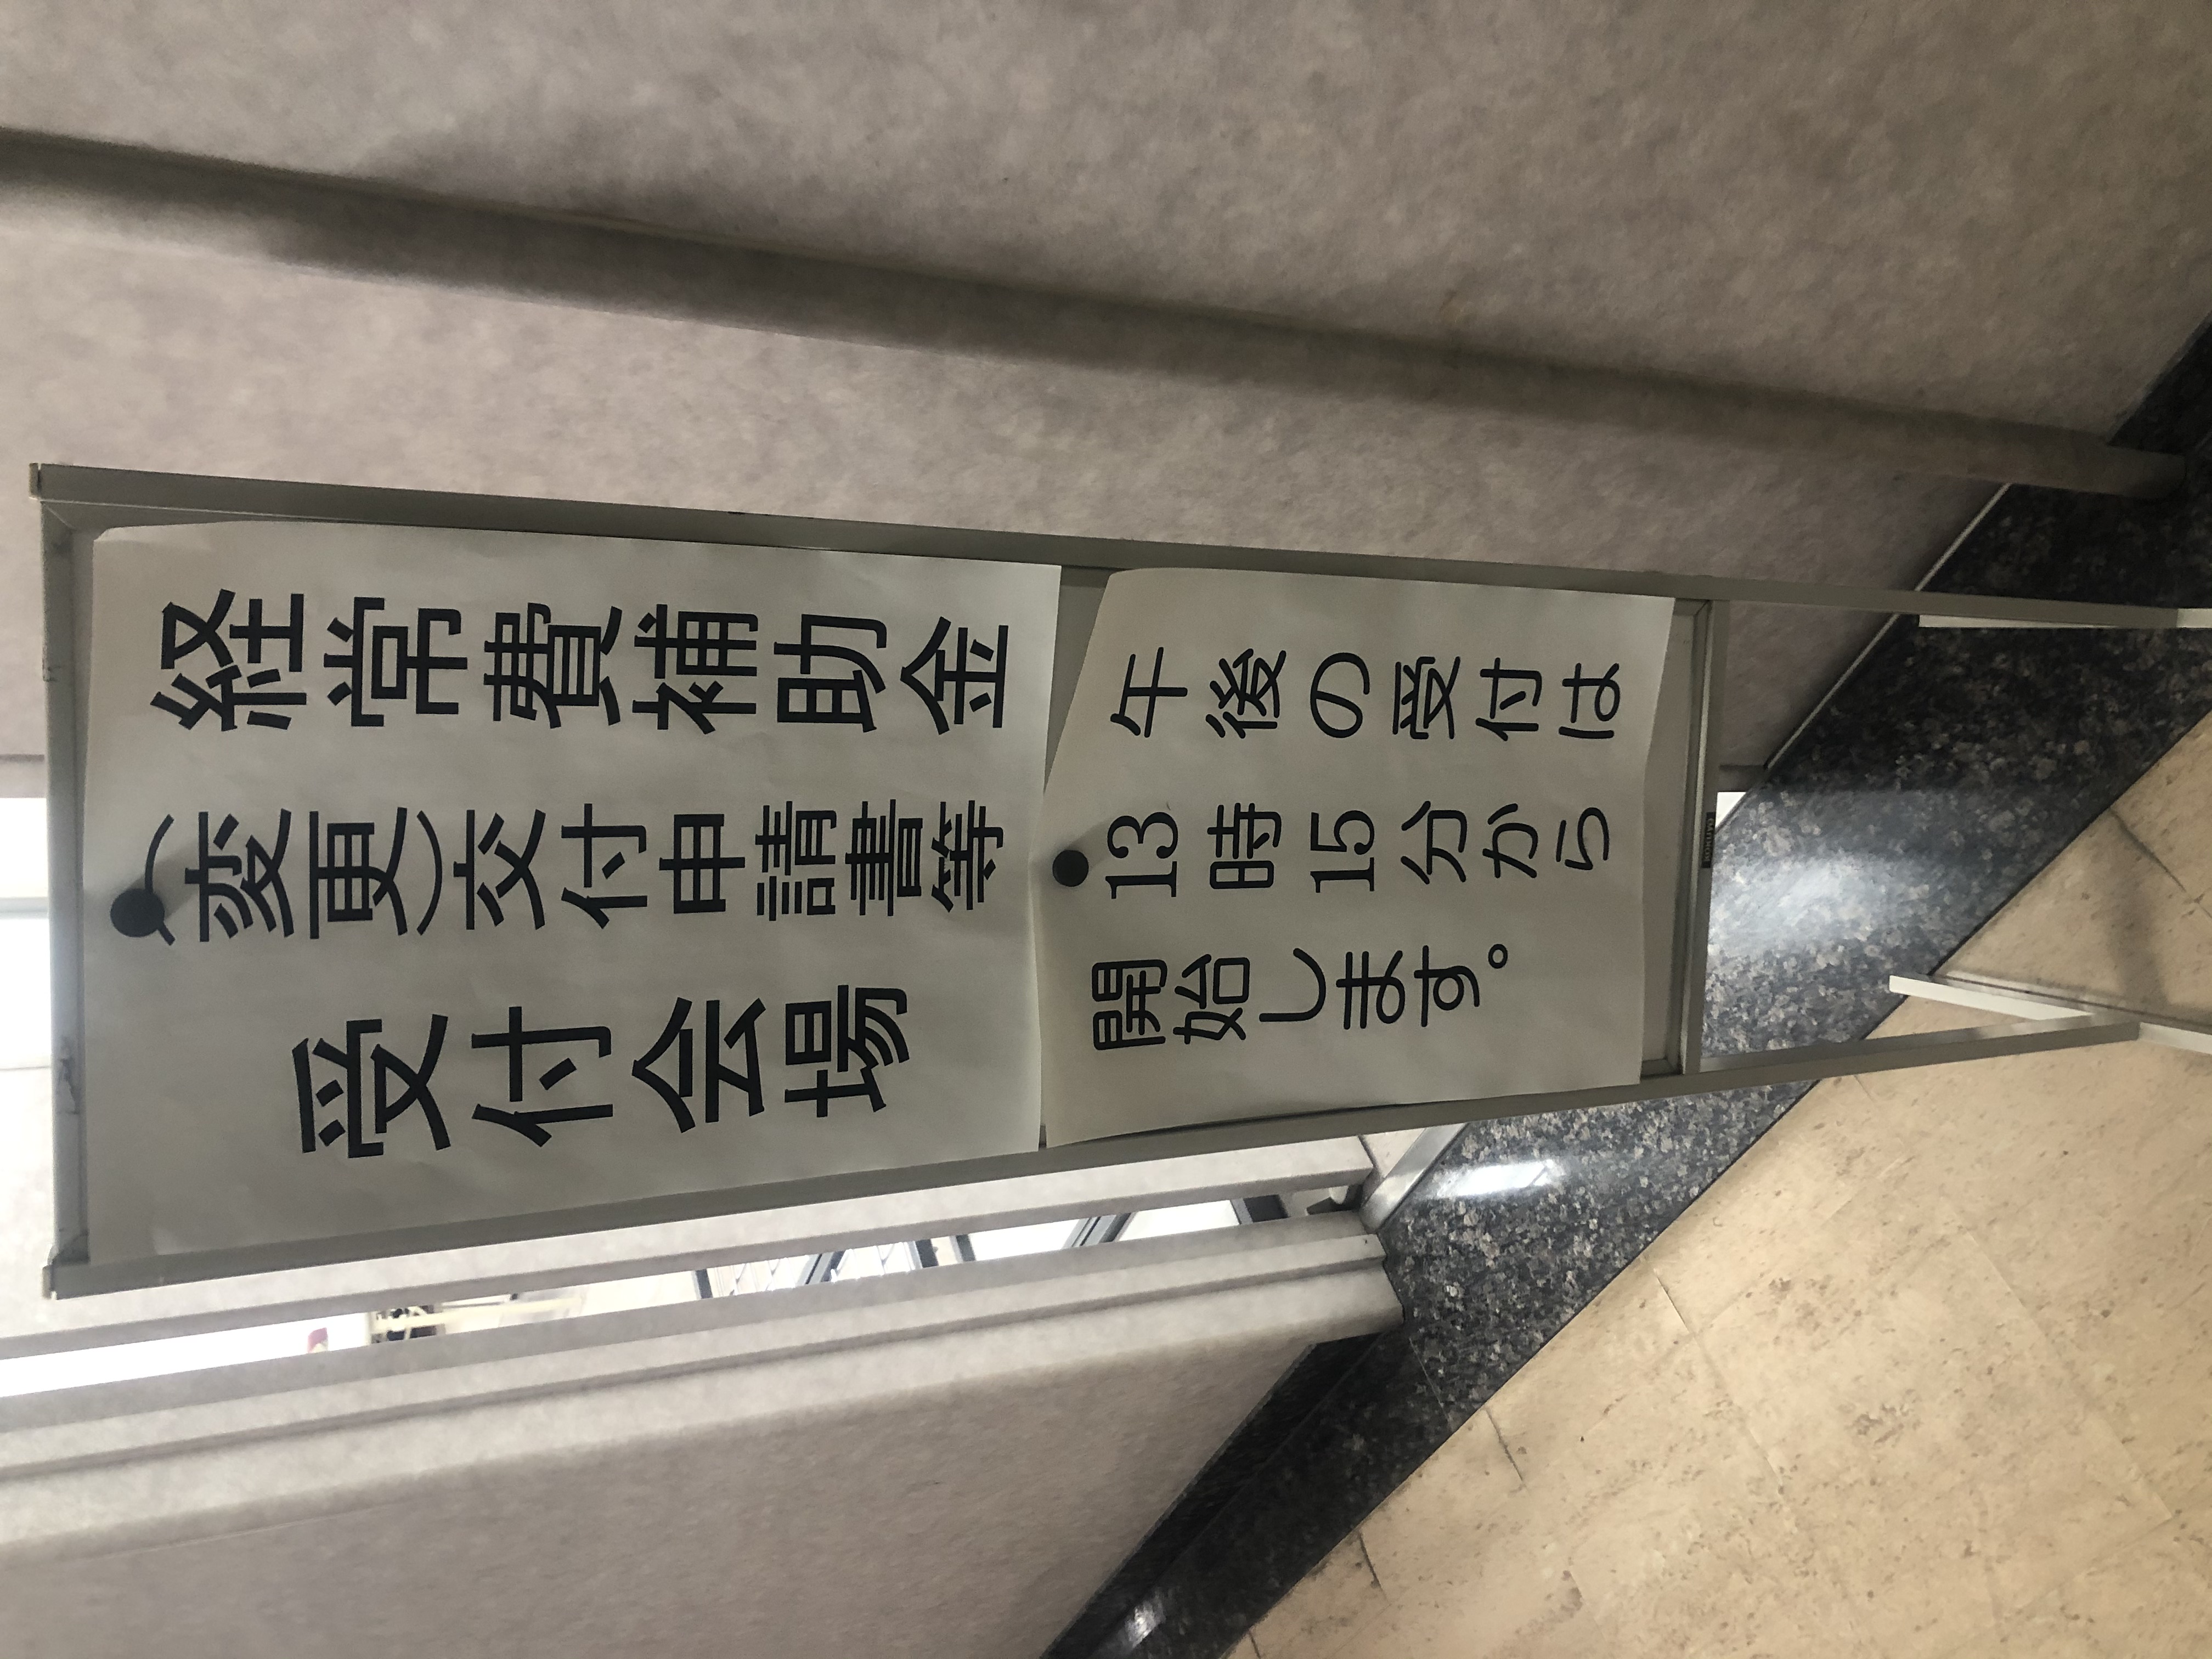 経常費補助金
(変更)交付申請書等
受付会場
午後の受付は
13時15分から
開始します。